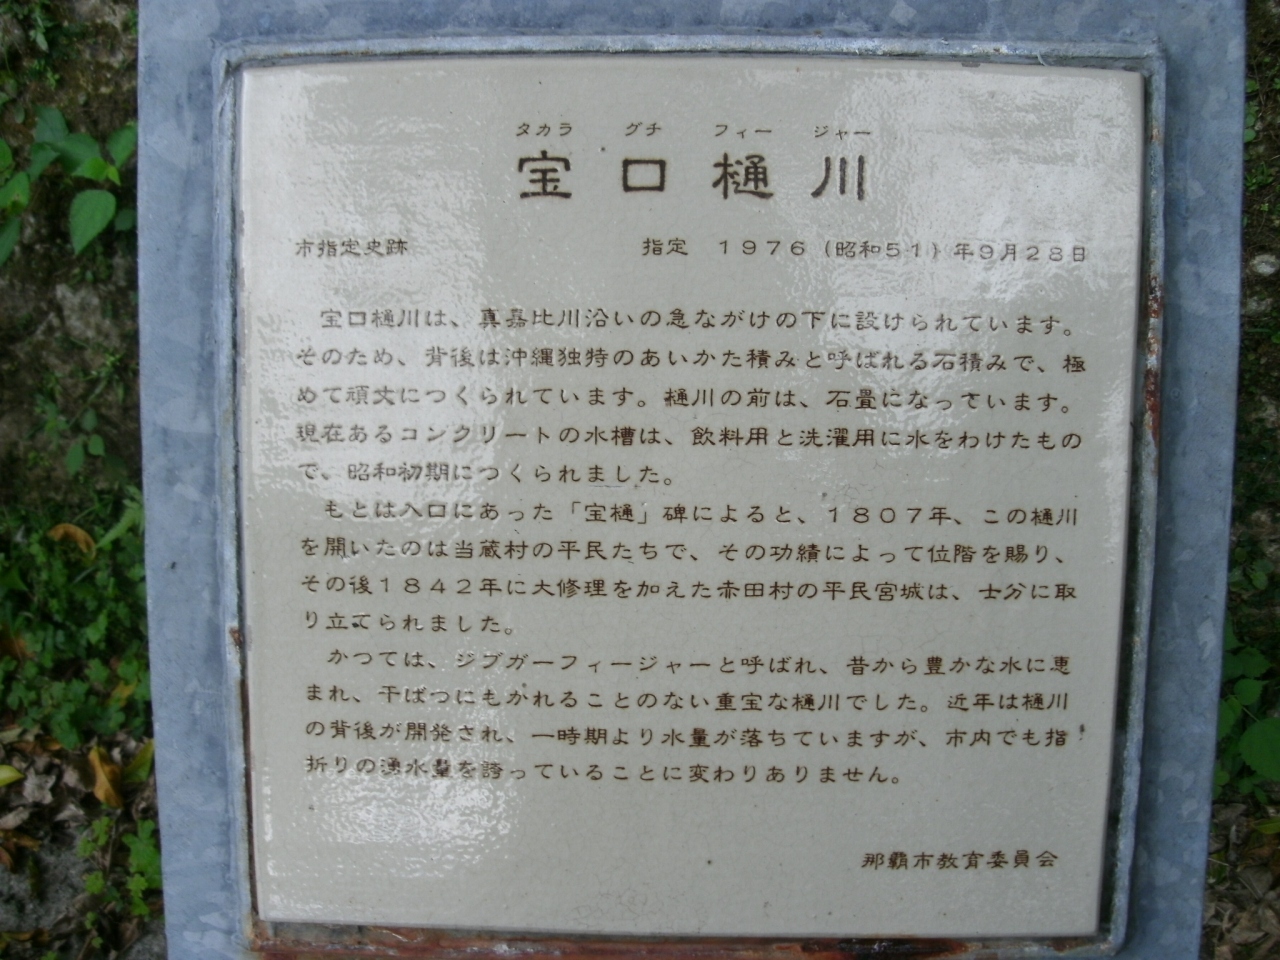 タカラ グチ フィー ジャー
宝口樋川
市指定史跡 指定 1976(昭和51)年9月28日
宝口樋川は、真嘉比川沿いの急ながけの下に設けられています。
そのため、背後は沖縄独特のあいかた積みと呼ばれる石積みで、極
めて頑丈につくられています。樋川の前は、石畳になっています。
現在あるコンクリートの水槽は、飲料用と洗濯用に水をわけたもの
で、昭和初期につくられました。
もとは入口にあった「宝樋」碑によると、1807年、この樋川
を開いたのは当蔵村の平民たちで、その功績によって位階を賜り、
その後1842年に大修理を加えた赤田村の平民宮城は、士分に取
り立てられました。
かつては、ジブガーフィージャーと呼ばれ、昔から豊かな水に恵
まれ、干ばつにもかれることのない重宝な樋川でした。近年は樋川
の背後が開発され、一時期より水量が落ちていますが、市内でも指
折りの湧水量を誇っていることに変わりありません。
那覇市教育委員会